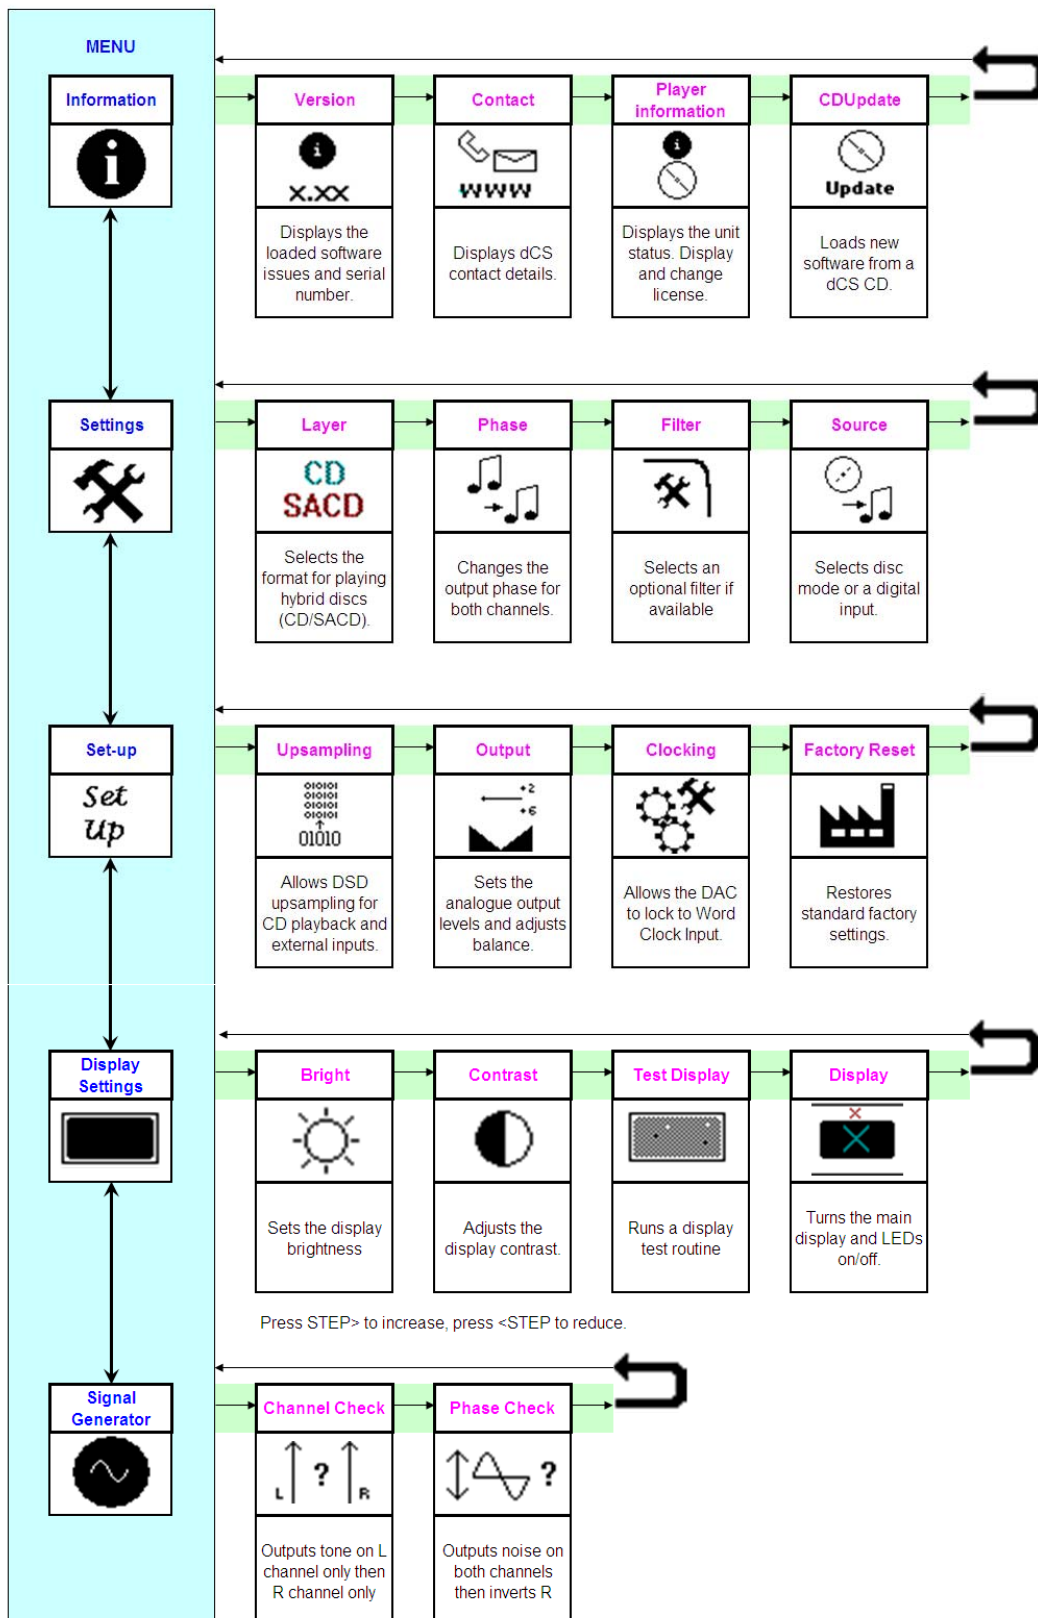 MENU
Information
Version
Contact
Player
information
CDUpdate
i
i
x.xx
www
i
Update
Displays the
loaded software
issues and serial
number.
Displays dCS
contact details.
Displays the unit
status. Display
and change
license.
Loads new
software from a
dCS CD.
Settings
Layer
Phase
Filter
Source
CD
SACD
Selects the
format for playing
hybrid discs
(CD/SACD).
Changes the
output phase for
both channels.
Selects an
optional filter if
available
Selects disc
mode or a digital
input.
Set-up
Upsampling
Output
Clocking
Factory Reset
Set
Up
01010
01010
01010
01010
01010
+2
+6
Allows DSD
upsampling for
CD playback and
external inputs.
Sets the
analogue output
levels and adjusts
balance.
Allows the DAC
to lock to Word
Clock Input.
Restores
standard factory
settings.
Display
Settings
Bright
Contrast
Test Display
Display
Sets the display
brightness
Adjusts the
display contrast.
Runs a display
test routine
Turns the main
display and LEDs
on/off.
Press STEP> to increase, press <STEP to reduce.
Signal
Generator
Channel Check
Phase Check
L ? R
?
Outputs tone on L
channel only then
R channel only
Outputs noise on
both channels
then inverts R